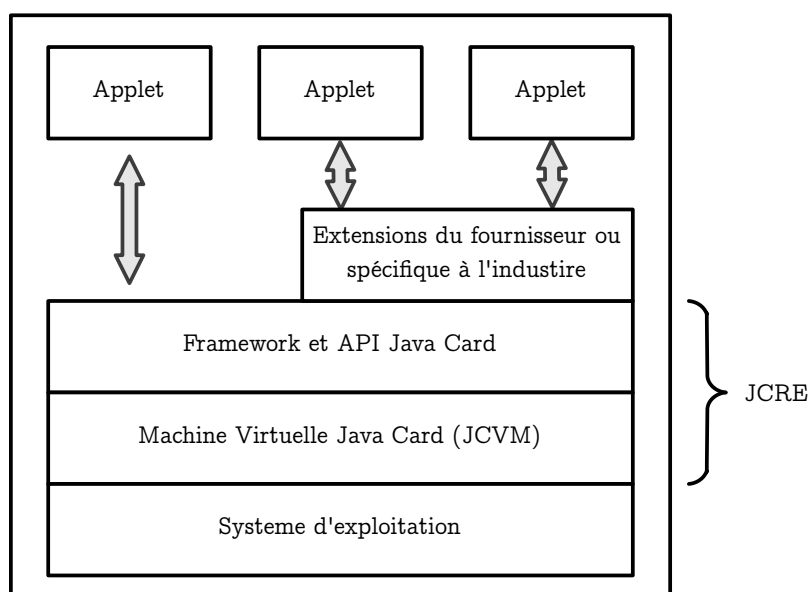 Applet
Applet
Applet
Extensions du fournisseur ou
spécifique à l'industire
Framework et API Java Card
JCRE
Machine Virtuelle Java Card (JCVM)
Systeme d'exploitation